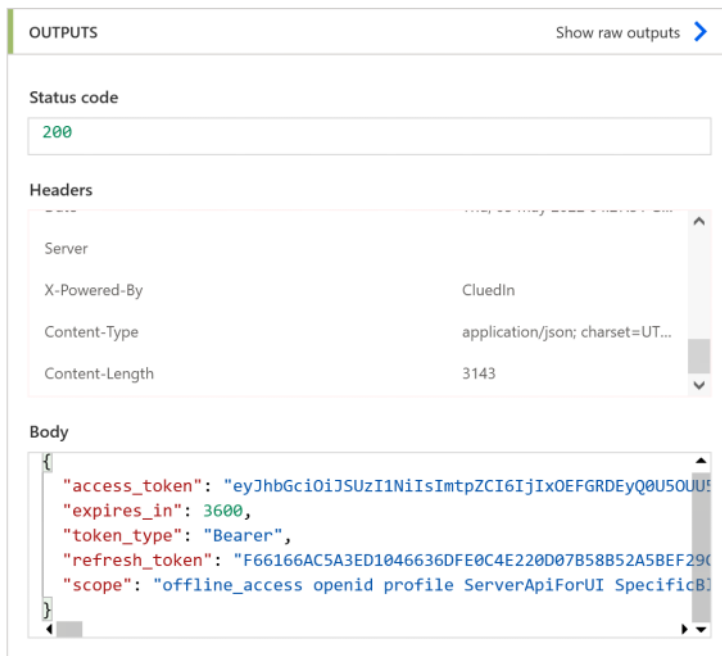 OUTPUTS Show raw outputs
Status code
200
Headers
Server
X-Powered-By CluedIn
Content-Type application/json; charset=UT...
Content-Length 3143
Body
{
"access_token": "eyJhbGciOiJSUzI1NiIsImtpZCI6IjIxOEFGRDEyQ0U5OUU5
"expires_in": 3600,
"token_type": "Bearer",
"refresh_token": "F66166AC5A3ED1046636DFE0C4E220D07B58B52A5BEF29C
"scope": "offline_access openid profile ServerApiForUI SpecificBl
}